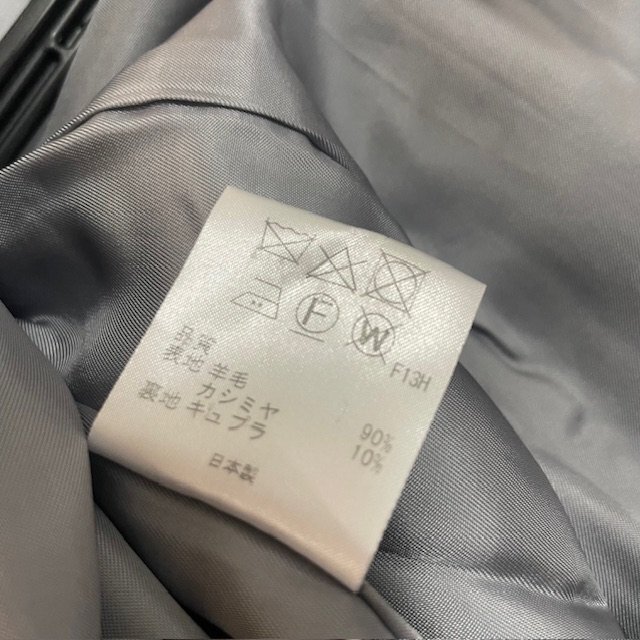 F W
品番 F13H
表地 羊毛 90%
カシミヤ 10%
裏地 キュプラ
日本製